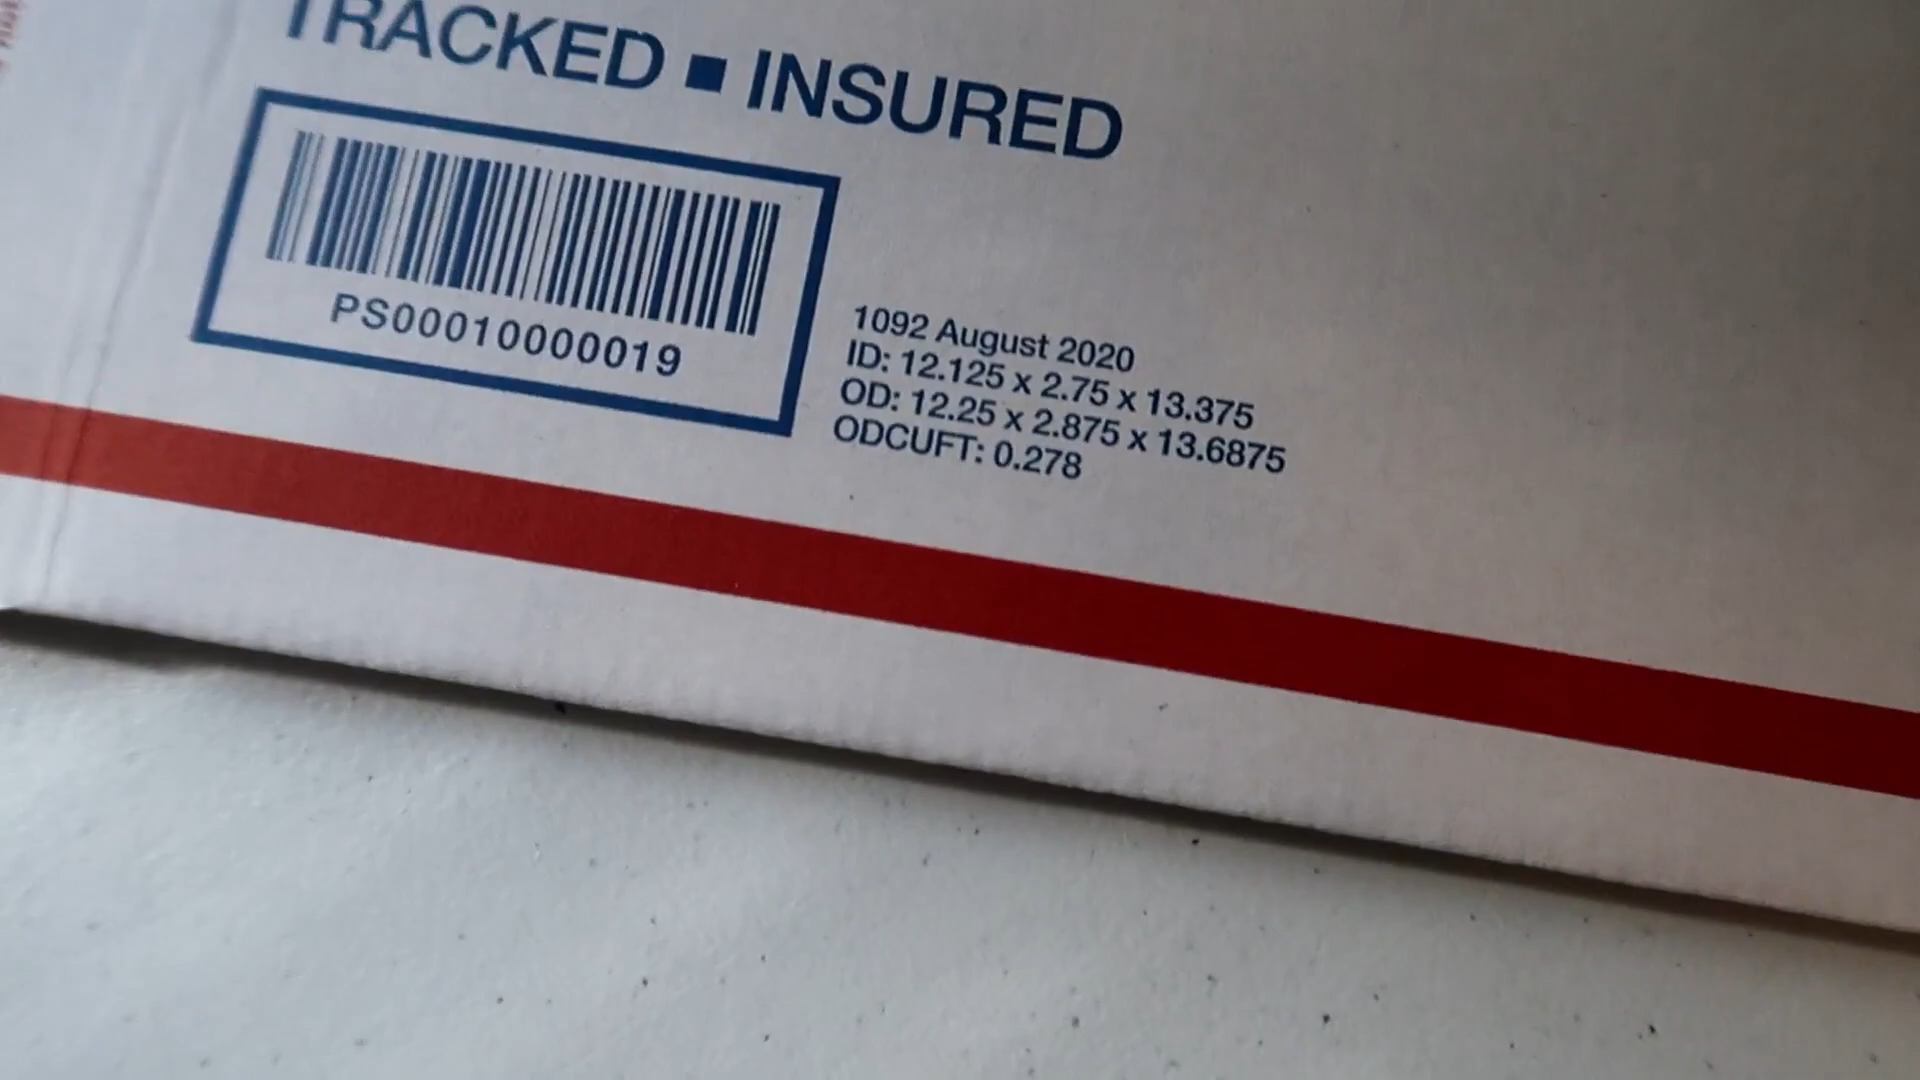 TRACKED ■ INSURED
PS00010000019
1092 August 2020
ID: 12.125 x 2.75 x 13.375
OD: 12.25 x 2.875 x 13.6875
ODCUFT: 0.278